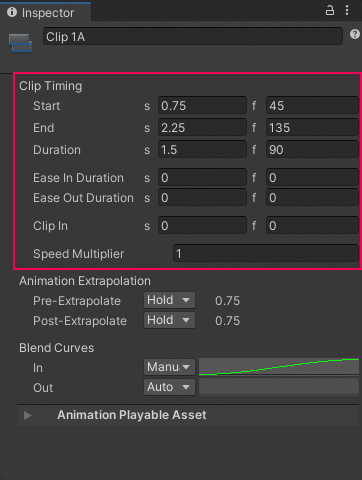 Inspector
Clip 1A
Clip Timing
Start s 0.75 f 45
End s 2.25 f 135
Duration s 1.5 f 90
Ease In Duration s 0 f 0
Ease Out Duration s 0 f 0
Clip In s 0 f 0
Speed Multiplier 1
Animation Extrapolation
Pre-Extrapolate Hold 0.75
Post-Extrapolate Hold 0.75
Blend Curves
In Manu
Out Auto
Animation Playable Asset